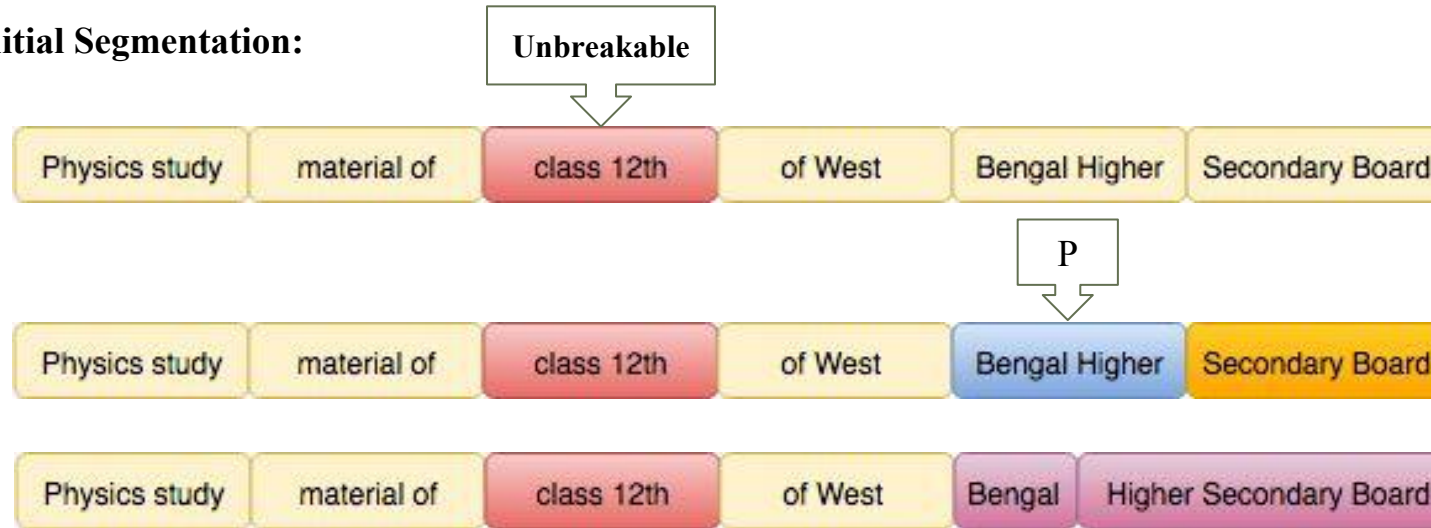 itial Segmentation:
Unbreakable
Physics study material of class 12th of West Bengal Higher Secondary Board
P
Physics study material of class 12th of West Bengal Higher Secondary Board
Physics study material of class 12th of West Bengal Higher Secondary Board